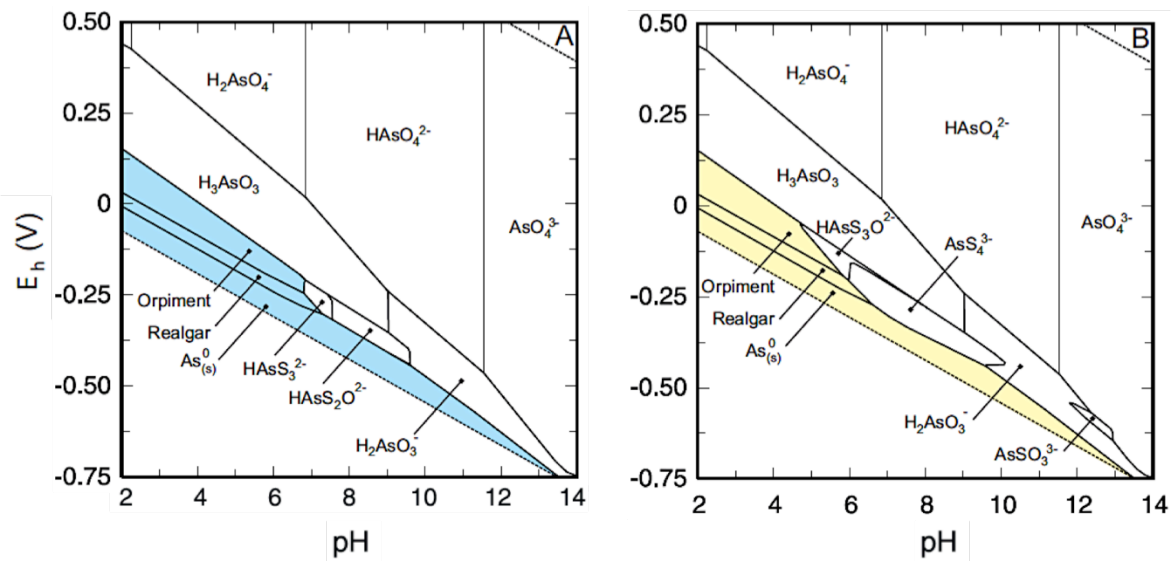 A
0.50
0.25
0
-0.25
-0.50
-0.75
E_h (V)
H₂AsO₄⁻
HAsO₄²⁻
H₃AsO₃
AsO₄³⁻
Orpiment
Realgar
As⁰₍ₛ₎
HAsS₃²⁻
HAsS₂O²⁻
H₂AsO₃⁻
2 4 6 8 10 12 14
pH
B
0.50
0.25
0
-0.25
-0.50
-0.75
H₂AsO₄⁻
HAsO₄²⁻
H₃AsO₃
HAsS₃O²⁻
AsS₄³⁻
AsO₄³⁻
Orpiment
Realgar
As⁰₍ₛ₎
H₂AsO₃⁻
AsSO₃³⁻
2 4 6 8 10 12 14
pH